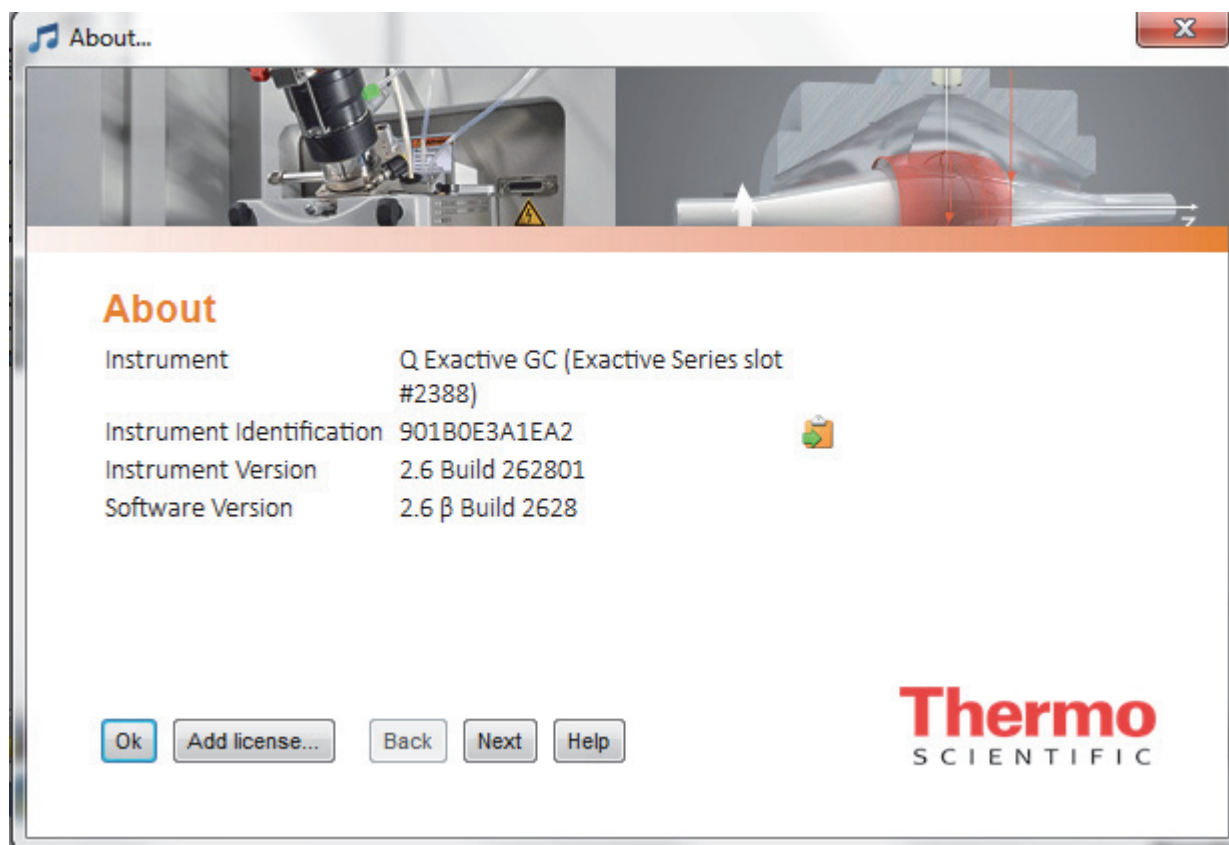 About...
Z
About
Instrument Q Exactive GC (Exactive Series slot
#2388)
Instrument Identification 901B0E3A1EA2
Instrument Version 2.6 Build 262801
Software Version 2.6 β Build 2628
Ok Add license... Back Next Help
Thermo
SCIENTIFIC